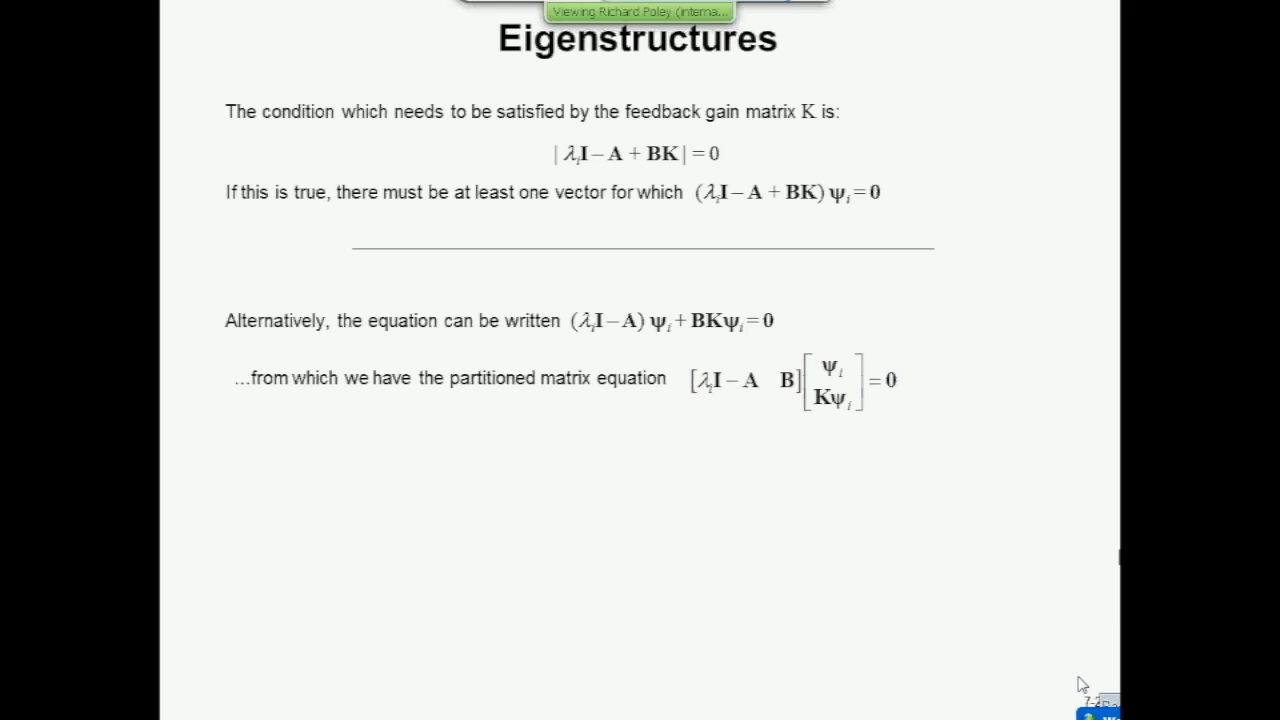 Viewing Richard Poley (interna...
Eigenstructures
The condition which needs to be satisfied by the feedback gain matrix K is:
| λᵢI − A + BK | = 0
If this is true, there must be at least one vector for which (λᵢI − A + BK) ψᵢ = 0
Alternatively, the equation can be written (λᵢI − A) ψᵢ + BKψᵢ = 0
...from which we have the partitioned matrix equation [λᵢI − A B] [ψᵢ Kψᵢ] = 0